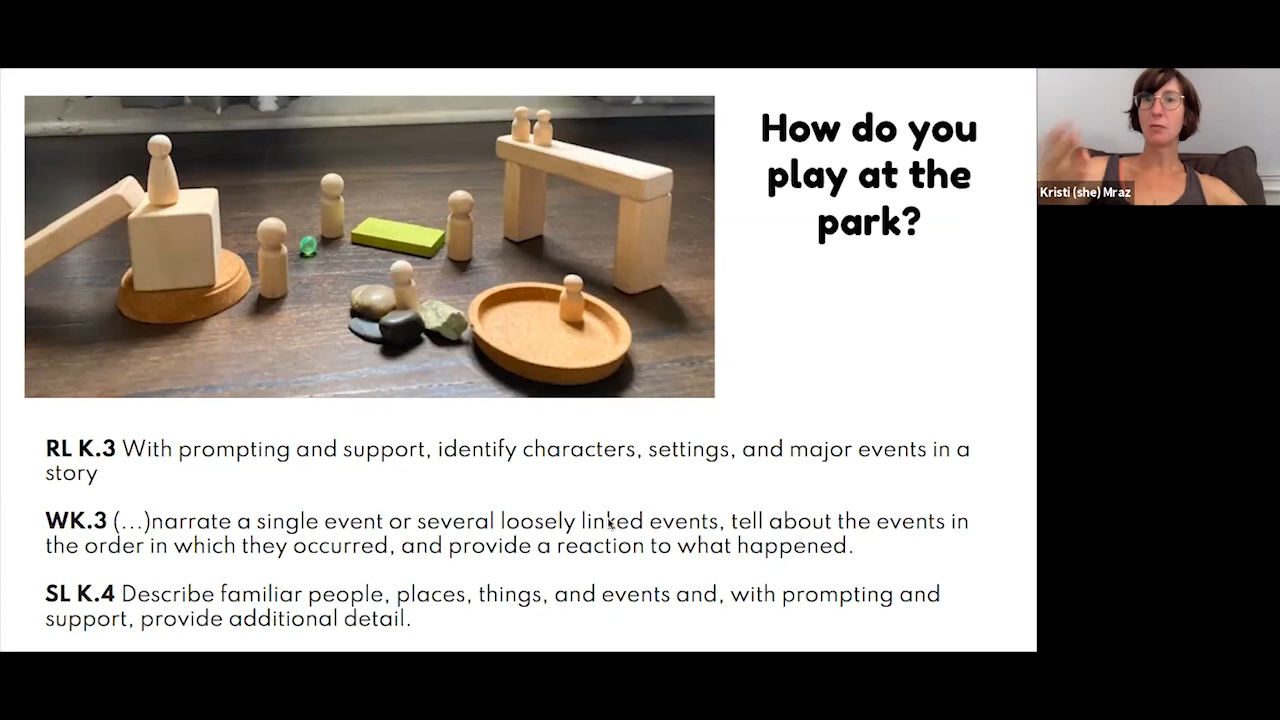 How do you
play at the
park?
Kristi (she) Mraz
RL K.3 With prompting and support, identify characters, settings, and major events in a
story
WK.3 (...)narrate a single event or several loosely linked events, tell about the events in
the order in which they occurred, and provide a reaction to what happened.
SL K.4 Describe familiar people, places, things, and events and, with prompting and
support, provide additional detail.